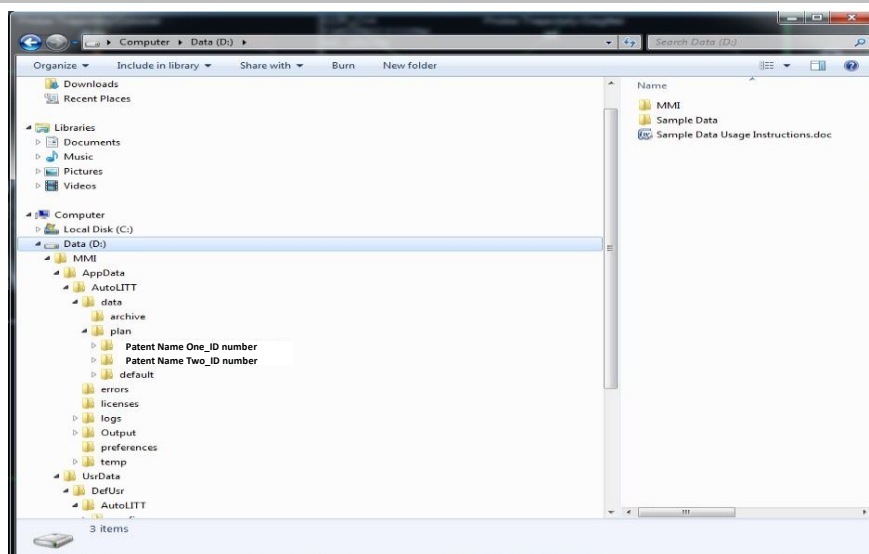 Computer Data (D:)
Search Data (D:)
Organize Include in library Share with Burn New folder
Downloads
Recent Places
Libraries
Documents
Music
Pictures
Videos
Computer
Local Disk (C:)
Data (D:)
MMI
AppData
AutoLITT
data
archive
plan
Patent Name One_ID number
Patent Name Two_ID number
default
errors
licenses
logs
Output
preferences
temp
UsrData
DefUsr
AutoLITT
Name
MMI
Sample Data
Sample Data Usage Instructions.doc
3 items